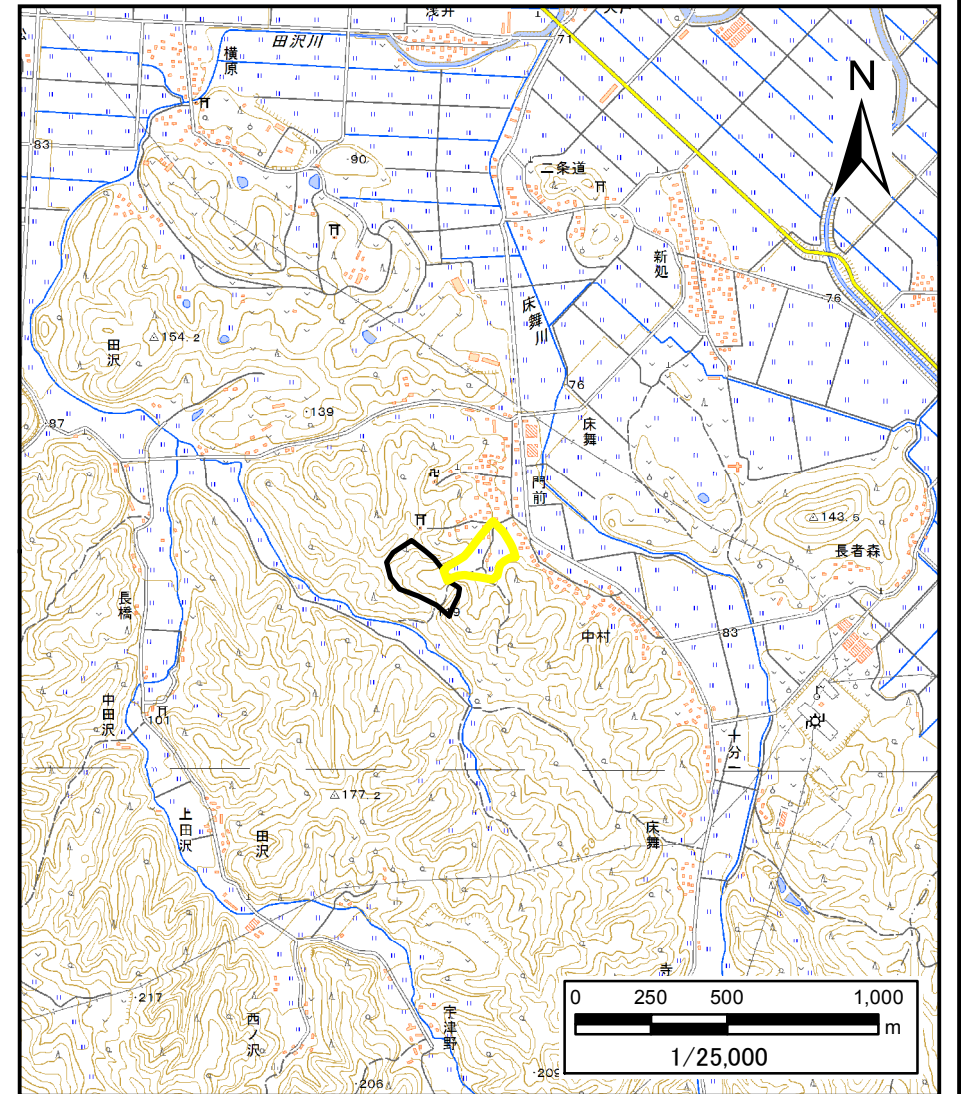 浅井
田沢川
71
横原
N
83
90
二条道
新処
76
床舞川
154.2
田沢
76
139
床舞
87
門前
143.5
長者森
長橋
中村
83
中田沢
101
十分一
177.2
上田沢
田沢
床舞
150
寺
217
西ノ沢
宇津野
206
209
0 250 500 1,000
m
1/25,000